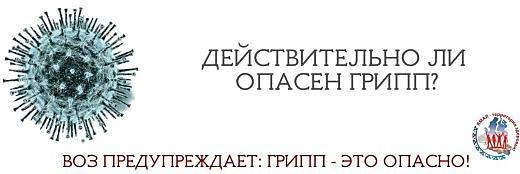 ДЕЙСТВИТЕЛЬНО ЛИ
ОПАСЕН ГРИПП?
ВОЗ ПРЕДУПРЕЖДАЕТ: ГРИПП - ЭТО ОПАСНО!